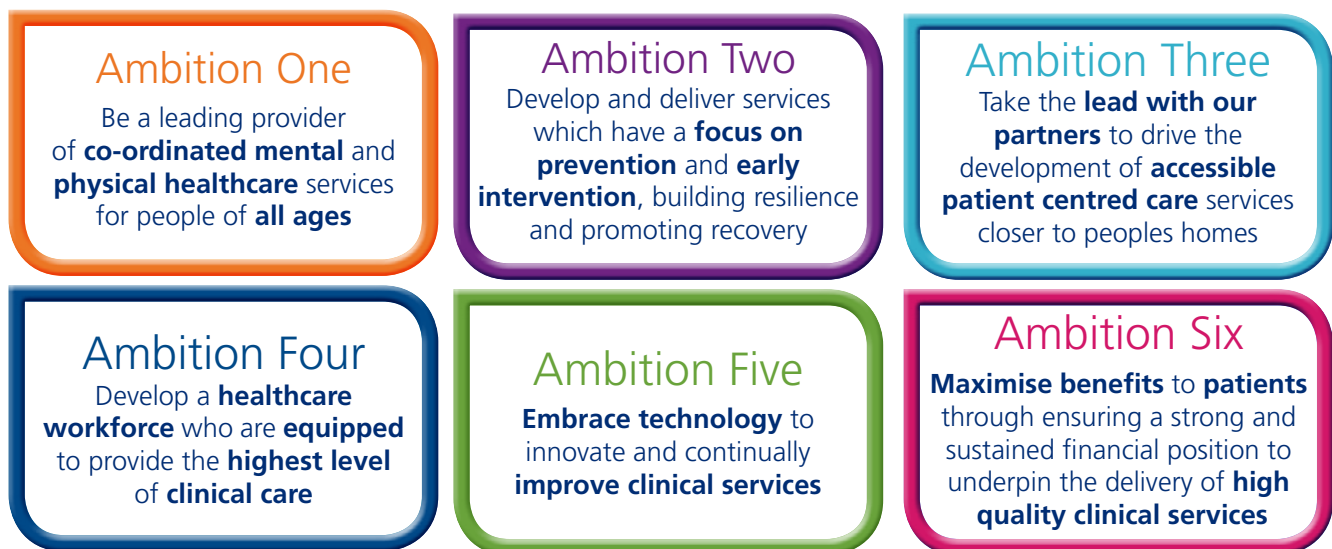 Ambition One
Be a leading provider
of co-ordinated mental and
physical healthcare services
for people of all ages
Ambition Two
Develop and deliver services
which have a focus on
prevention and early
intervention, building resilience
and promoting recovery
Ambition Three
Take the lead with our
partners to drive the
development of accessible
patient centred care services
closer to peoples homes
Ambition Four
Develop a healthcare
workforce who are equipped
to provide the highest level
of clinical care
Ambition Five
Embrace technology to
innovate and continually
improve clinical services
Ambition Six
Maximise benefits to patients
through ensuring a strong and
sustained financial position to
underpin the delivery of high
quality clinical services